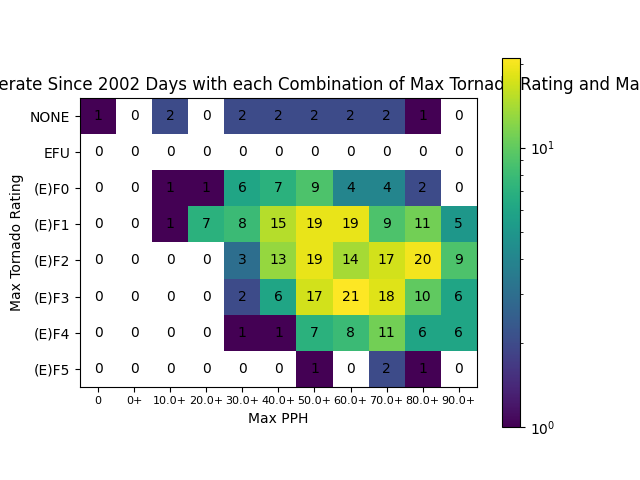 erate Since 2002 Days with each Combination of Max Tornado Rating and Ma
NONE 1 0 2 0 2 2 2 2 2 1 0
EFU 0 0 0 0 0 0 0 0 0 0 0
(E)F0 0 0 1 1 6 7 9 4 4 2 0
(E)F1 0 0 1 7 8 15 19 19 9 11 5
(E)F2 0 0 0 0 3 13 19 14 17 20 9
(E)F3 0 0 0 0 2 6 17 21 18 10 6
(E)F4 0 0 0 0 1 1 7 8 11 6 6
(E)F5 0 0 0 0 0 0 1 0 2 1 0
0 0+ 10.0+ 20.0+ 30.0+ 40.0+ 50.0+ 60.0+ 70.0+ 80.0+ 90.0+
Max PPH
Max Tornado Rating
10¹
10⁰